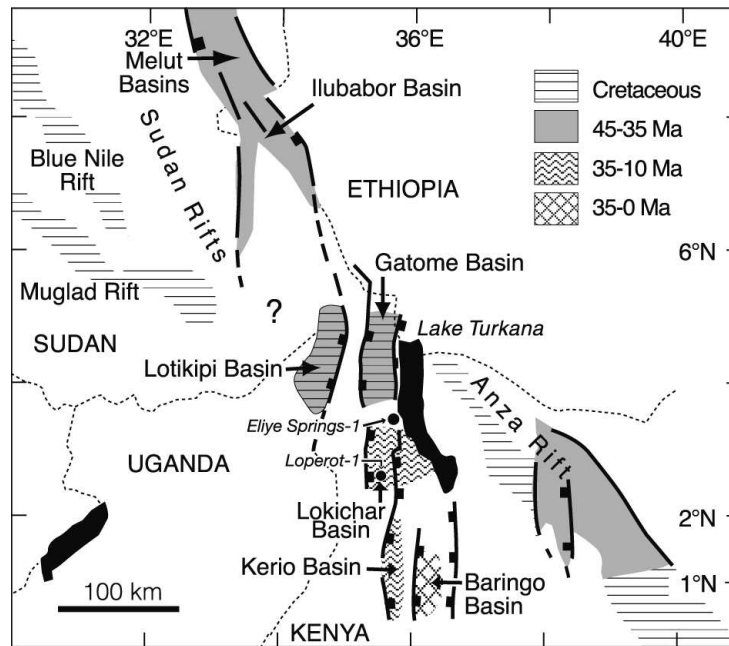 32°E
36°E
40°E
Melut
Basins
Ilubabor Basin
Cretaceous
45-35 Ma
35-10 Ma
35-0 Ma
Blue Nile
Rift
Sudan Rifts
ETHIOPIA
6°N
Gatome Basin
Muglad Rift
?
Lake Turkana
SUDAN
Lotikipi Basin
Anza Rift
Eliye Springs-1
Loperot-1
UGANDA
Lokichar
Basin
2°N
Kerio Basin
Baringo
Basin
1°N
100 km
KENYA